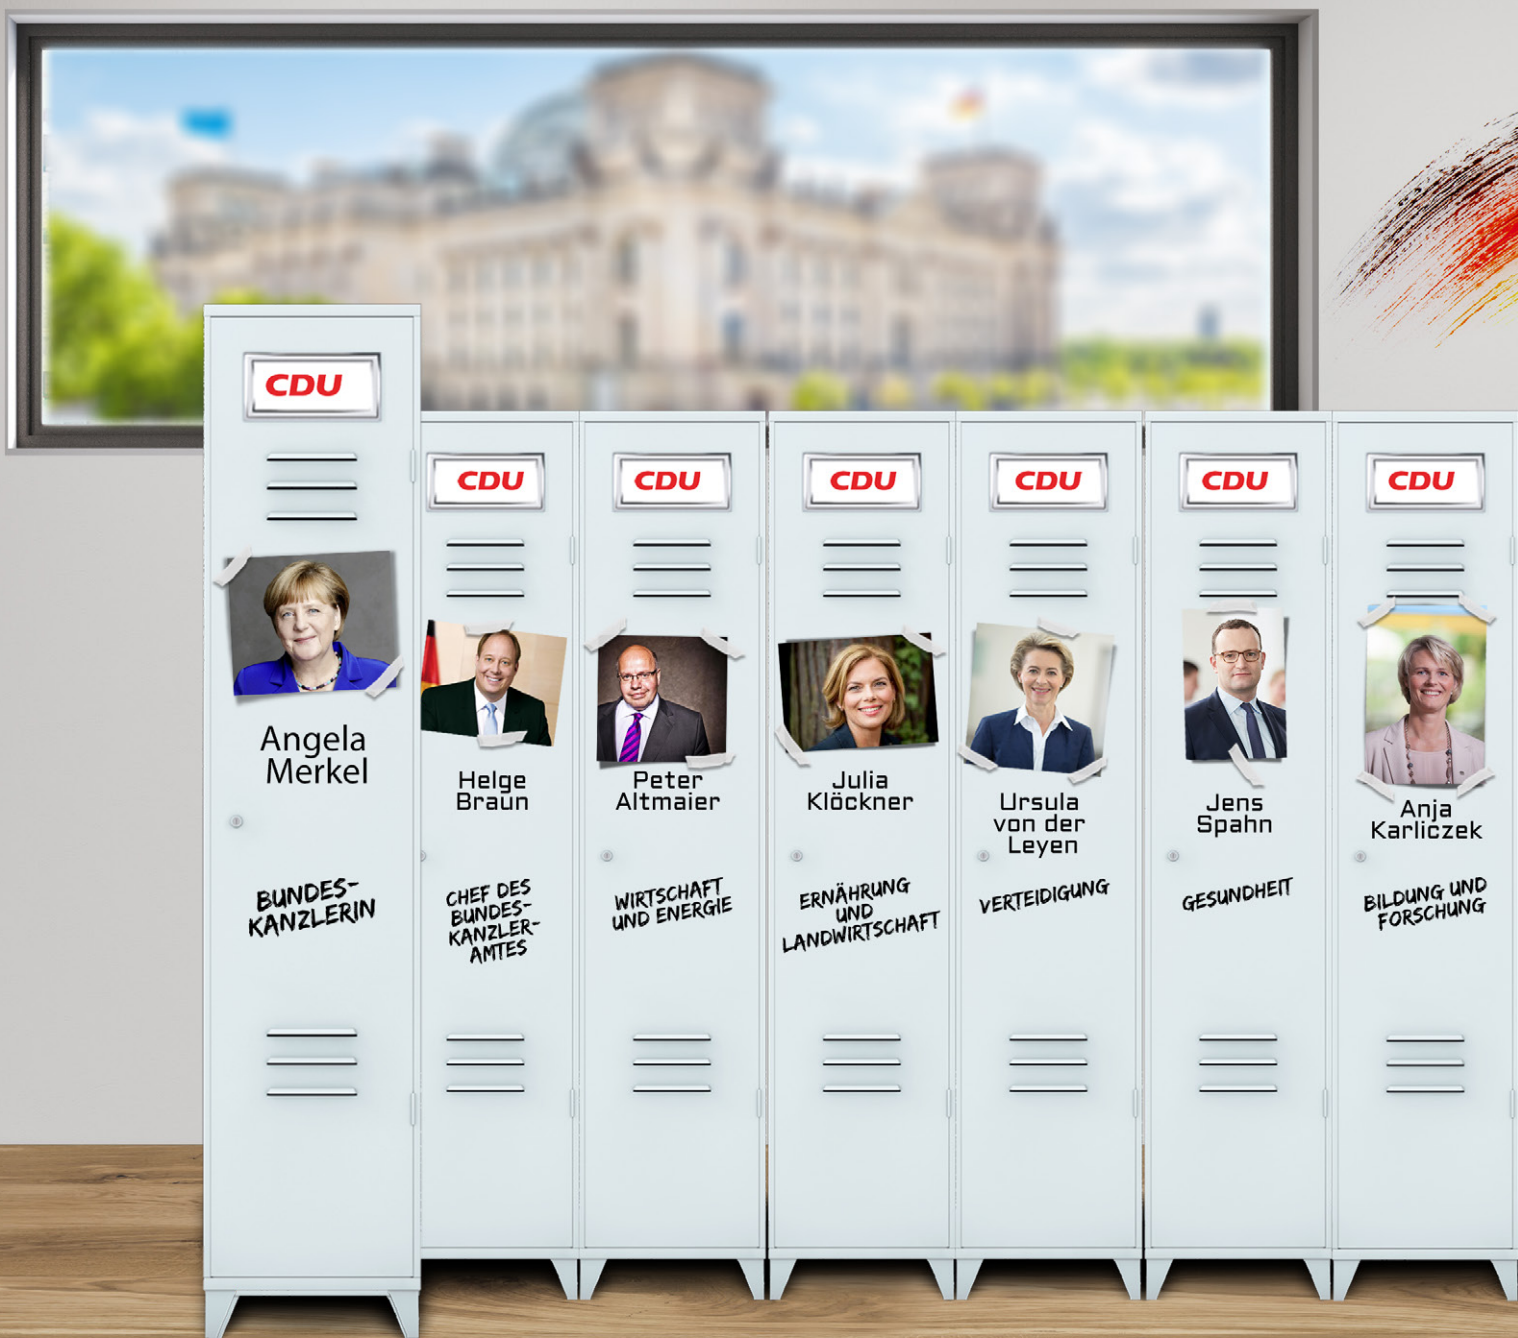 CDU
Angela
Merkel
BUNDES-
KANZLERIN
CDU
Helge
Braun
CHEF DES
BUNDES-
KANZLER-
AMTES
CDU
Peter
Altmaier
WIRTSCHAFT
UND ENERGIE
CDU
Julia
Klöckner
ERNÄHRUNG
UND
LANDWIRTSCHAFT
CDU
Ursula
von der
Leyen
VERTEIDIGUNG
CDU
Jens
Spahn
GESUNDHEIT
CDU
Anja
Karliczek
BILDUNG UND
FORSCHUNG